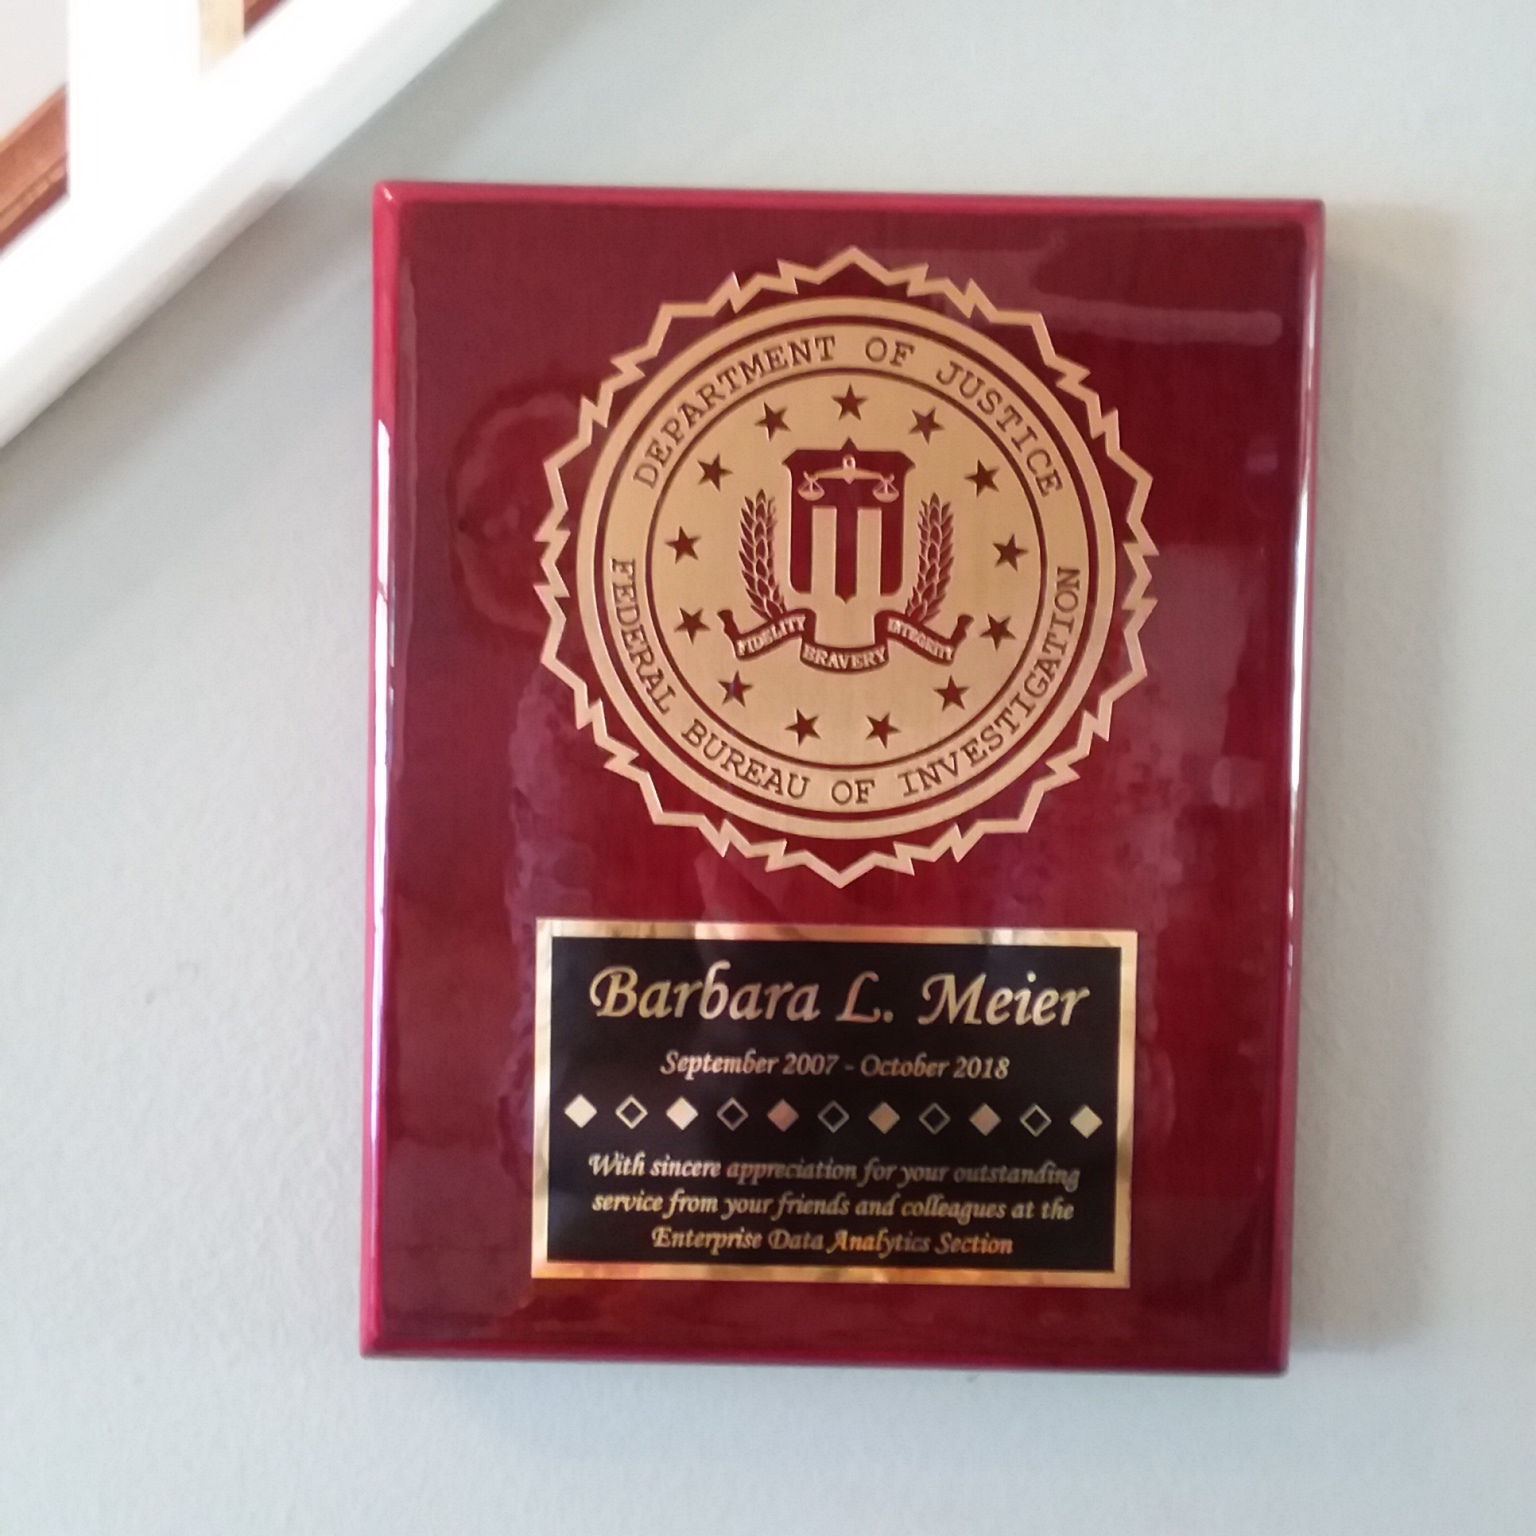 DEPARTMENT OF JUSTICE
FIDELITY BRAVERY INTEGRITY
FEDERAL BUREAU OF INVESTIGATION
Barbara L. Meier
September 2007 - October 2018
With sincere appreciation for your outstanding
service from your friends and colleagues at the
Enterprise Data Analytics Section